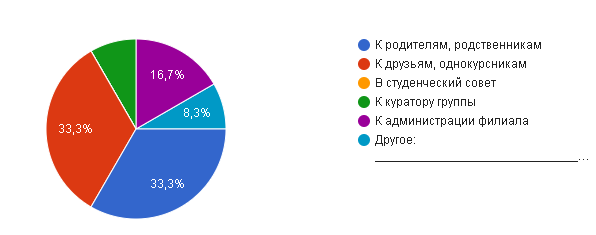 16,7%
8,3%
33,3%
33,3%
К родителям, родственникам
К друзьям, однокурсникам
В студенческий совет
К куратору группы
К администрации филиала
Другое:
______________________________...